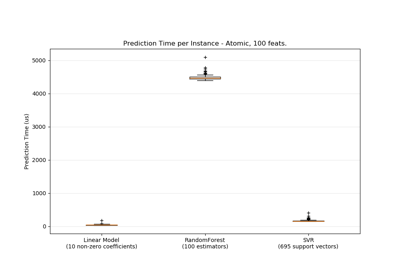 Prediction Time per Instance - Atomic, 100 feats.
Prediction Time (us)
5000
4000
3000
2000
1000
0
Linear Model
(10 non-zero coefficients)
RandomForest
(100 estimators)
SVR
(695 support vectors)